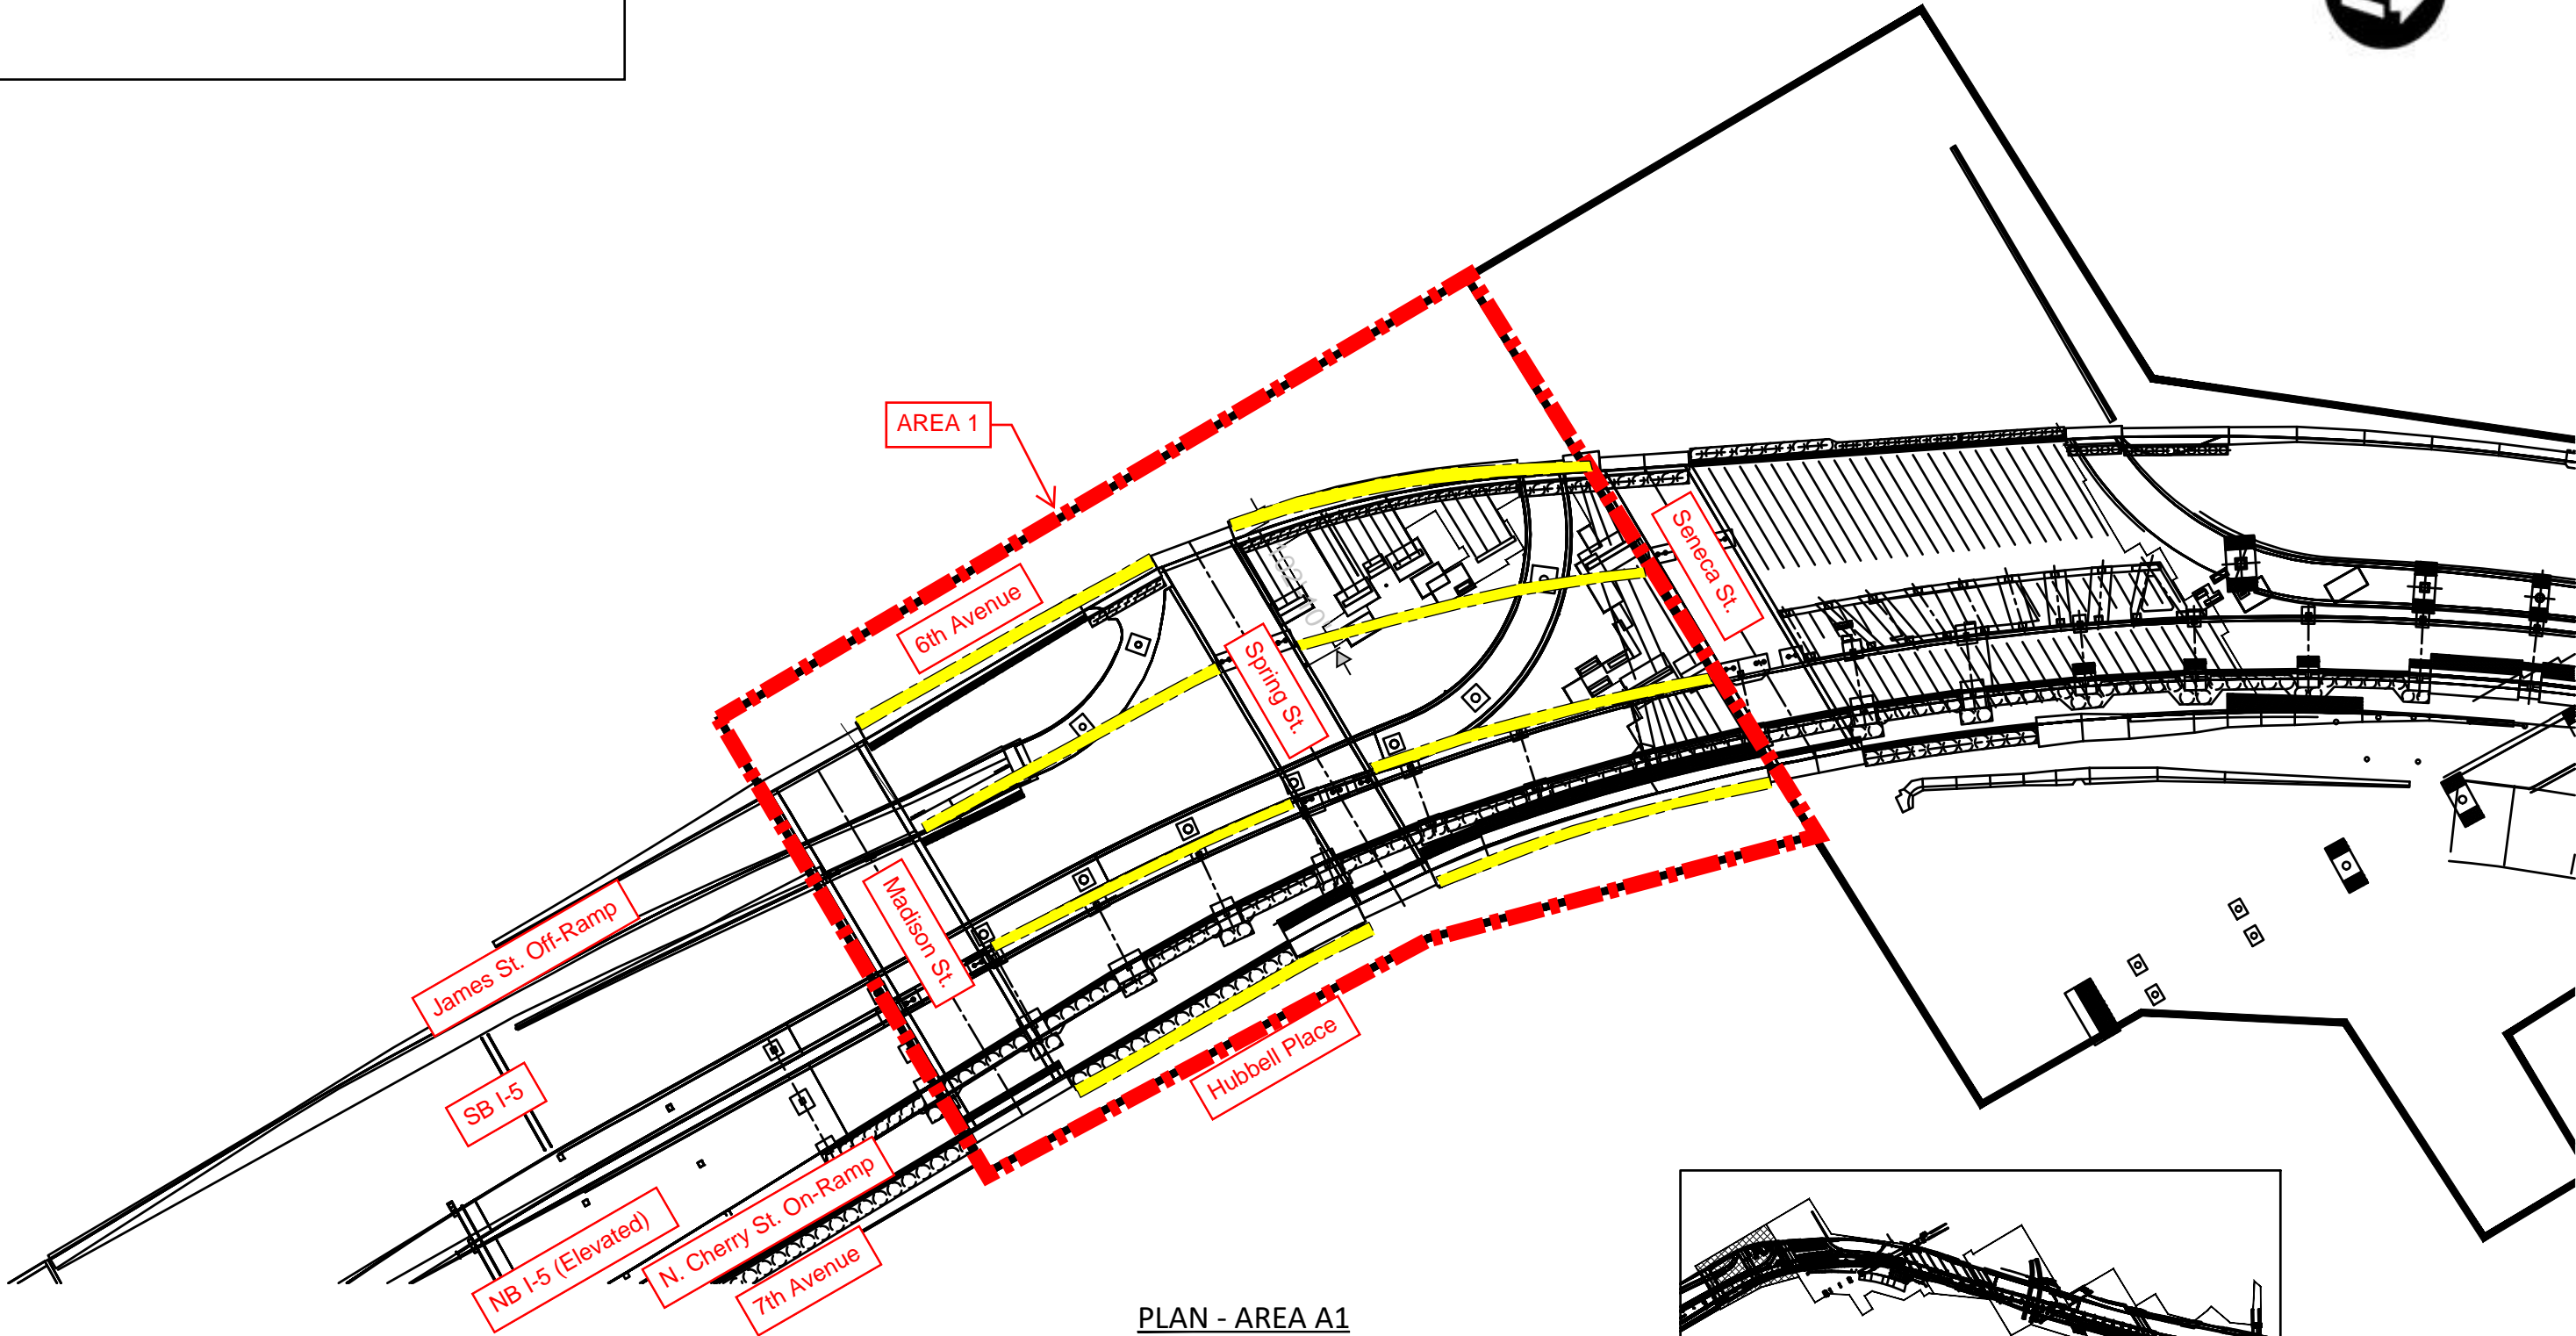 AREA 1
6th Avenue
Seneca St.
Spring St.
Madison St.
James St. Off-Ramp
SB I-5
Hubbell Place
N. Cherry St. On-Ramp
NB I-5 (Elevated)
7th Avenue
PLAN - AREA A1